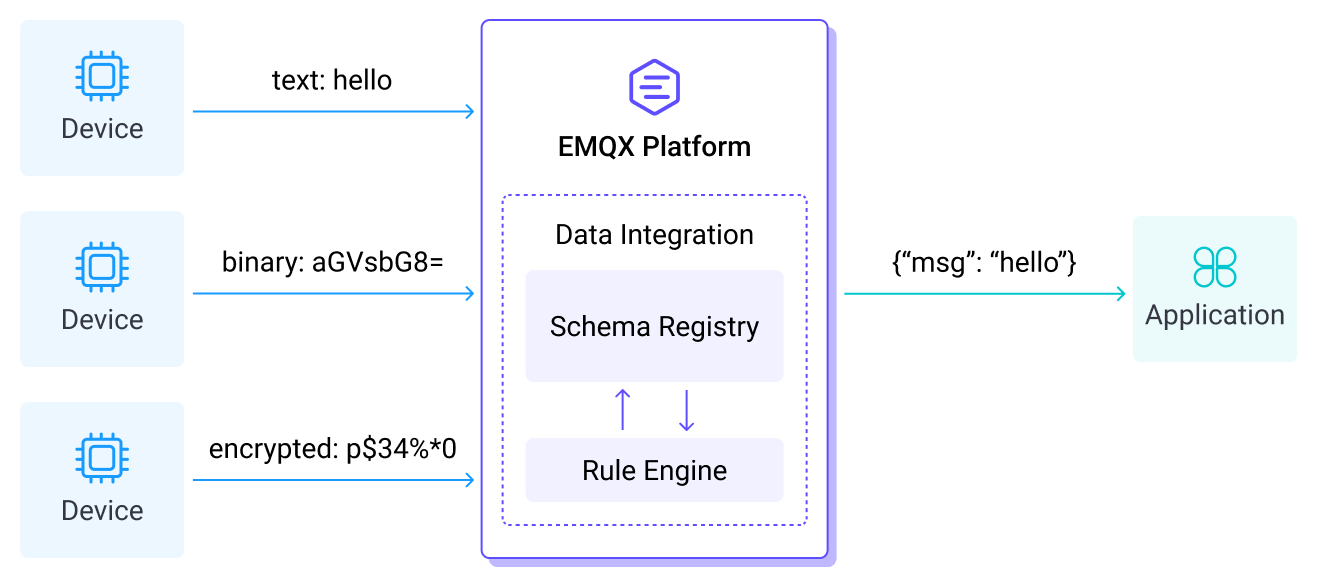 text: hello
Device
EMQX Platform
Data Integration
binary: aGVsbG8=
Device
Schema Registry
{“msg”: “hello”}
Application
encrypted: p$34%*0
Device
Rule Engine